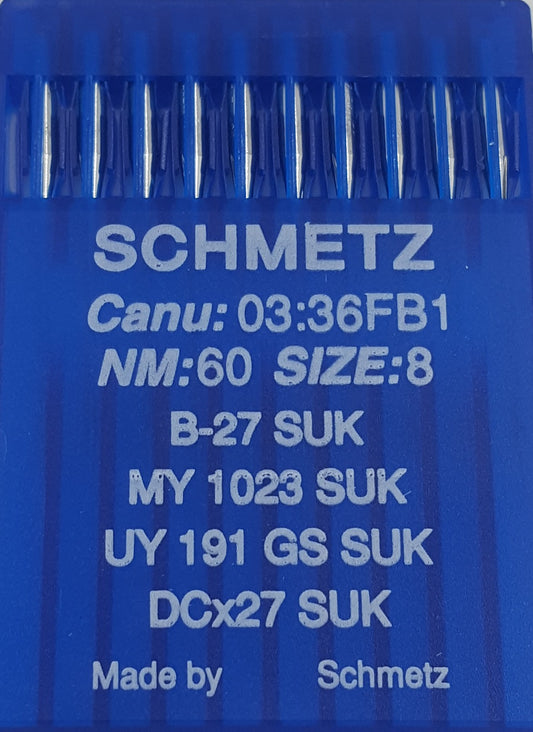 SCHMETZ
Canu: 03:36FB1
NM:60 SIZE:8
B-27 SUK
MY 1023 SUK
UY 191 GS SUK
DCx27 SUK
Made by Schmetz